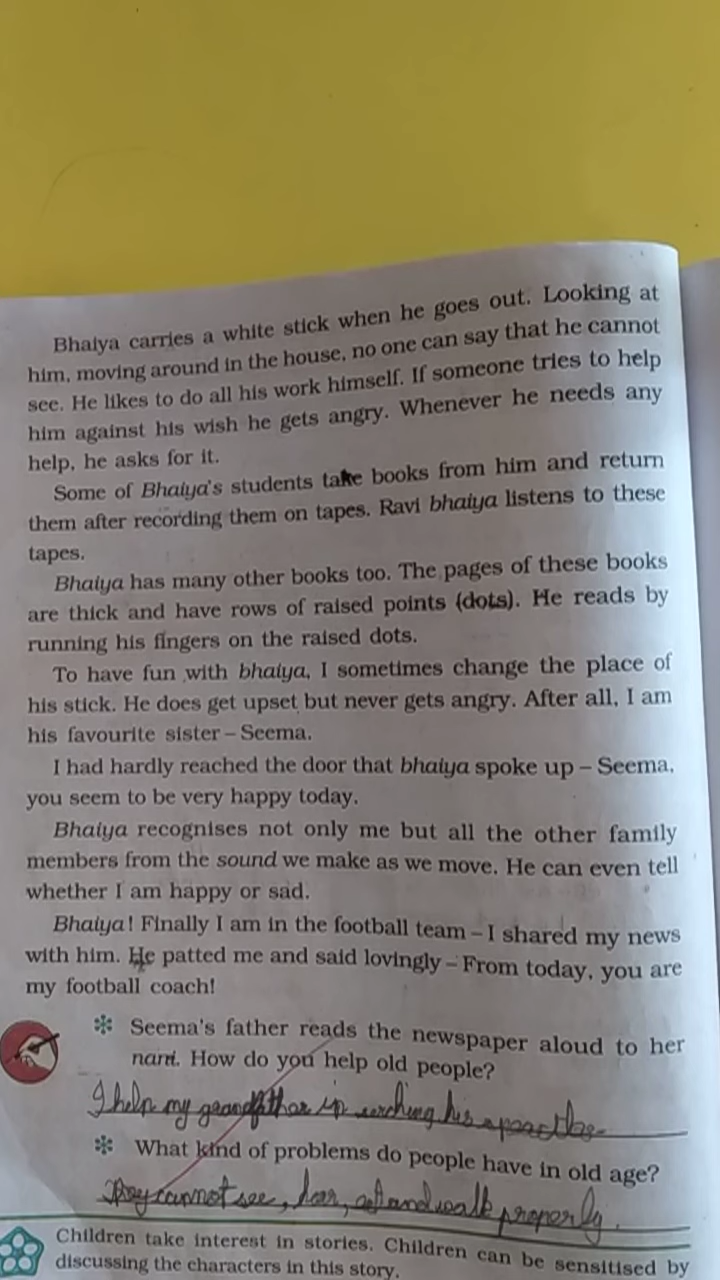 Bhaiya carries a white stick when he goes out. Looking at
him, moving around in the house, no one can say that he cannot
see. He likes to do all his work himself. If someone tries to help
him against his wish he gets angry. Whenever he needs any
help, he asks for it.
Some of Bhaiya's students take books from him and return
them after recording them on tapes. Ravi bhaiya listens to these
tapes.
Bhaiya has many other books too. The pages of these books
are thick and have rows of raised points (dots). He reads by
running his fingers on the raised dots.
To have fun with bhaiya, I sometimes change the place of
his stick. He does get upset but never gets angry. After all, I am
his favourite sister – Seema.
I had hardly reached the door that bhaiya spoke up – Seema,
you seem to be very happy today.
Bhaiya recognises not only me but all the other family
members from the sound we make as we move. He can even tell
whether I am happy or sad.
Bhaiya! Finally I am in the football team – I shared my news
with him. He patted me and said lovingly – From today, you are
my football coach!
Seema's father reads the newspaper aloud to her
nani. How do you help old people?
I help my grandfather in his
What kind of problems do people have in old age?
They cannot see, hear, and walk properly.
Children take interest in stories. Children can be sensitised by
discussing the characters in this story.